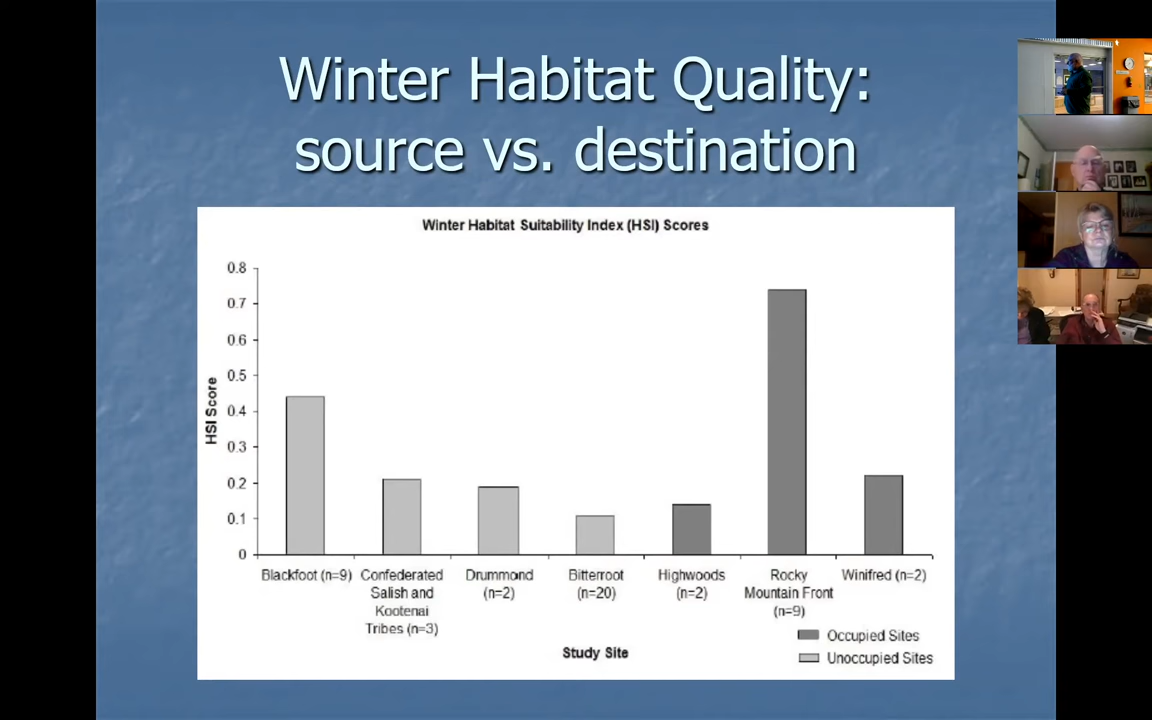 Winter Habitat Quality:
source vs. destination
Winter Habitat Suitability Index (HSI) Scores
HSI Score
0.8
0.7
0.6
0.5
0.4
0.3
0.2
0.1
0
Blackfoot (n=9)
Confederated
Salish and
Kootenai
Tribes (n=3)
Drummond
(n=2)
Bitterroot
(n=20)
Highwoods
(n=2)
Rocky
Mountain Front
(n=9)
Winifred (n=2)
Study Site
Occupied Sites
Unoccupied Sites